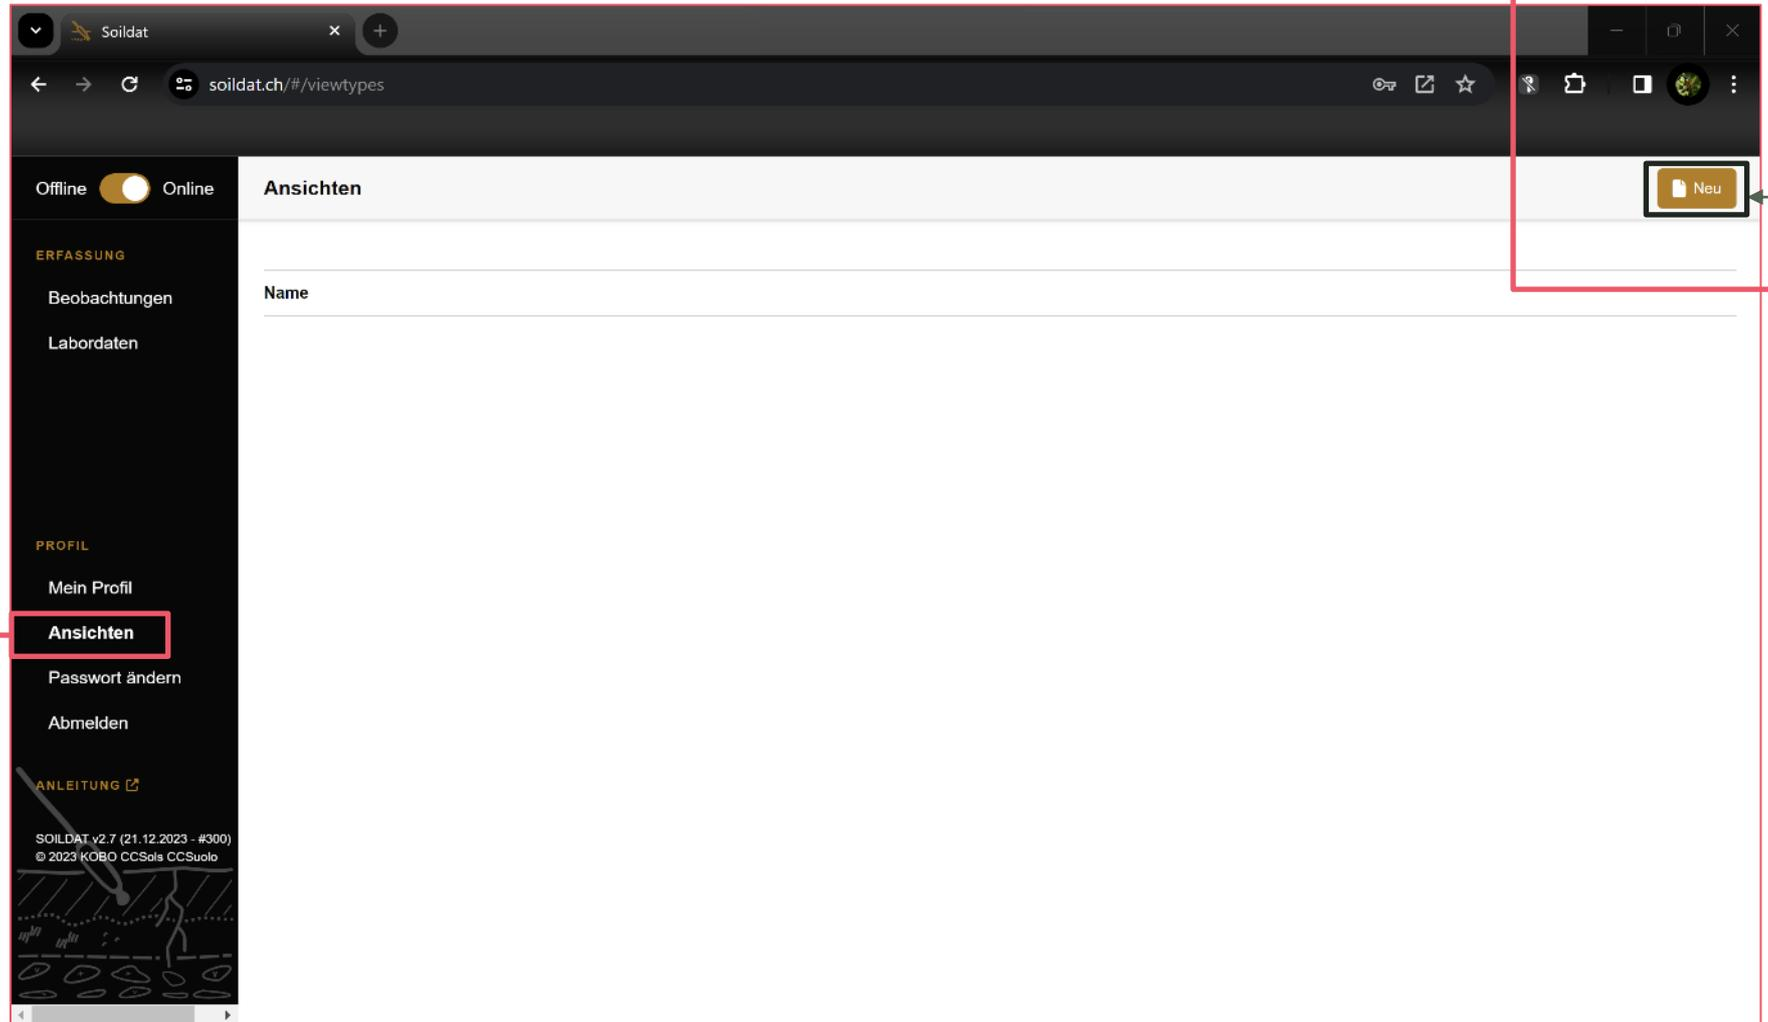 Soildat
soildat.ch/#/viewtypes
Offline Online
Ansichten
Neu
ERFASSUNG
Beobachtungen
Labordaten
Name
PROFIL
Mein Profil
Ansichten
Passwort ändern
Abmelden
ANLEITUNG
SOILDAT v2.7 (21.12.2023 - #300)
© 2023 KOBO CCSols CCSuolo